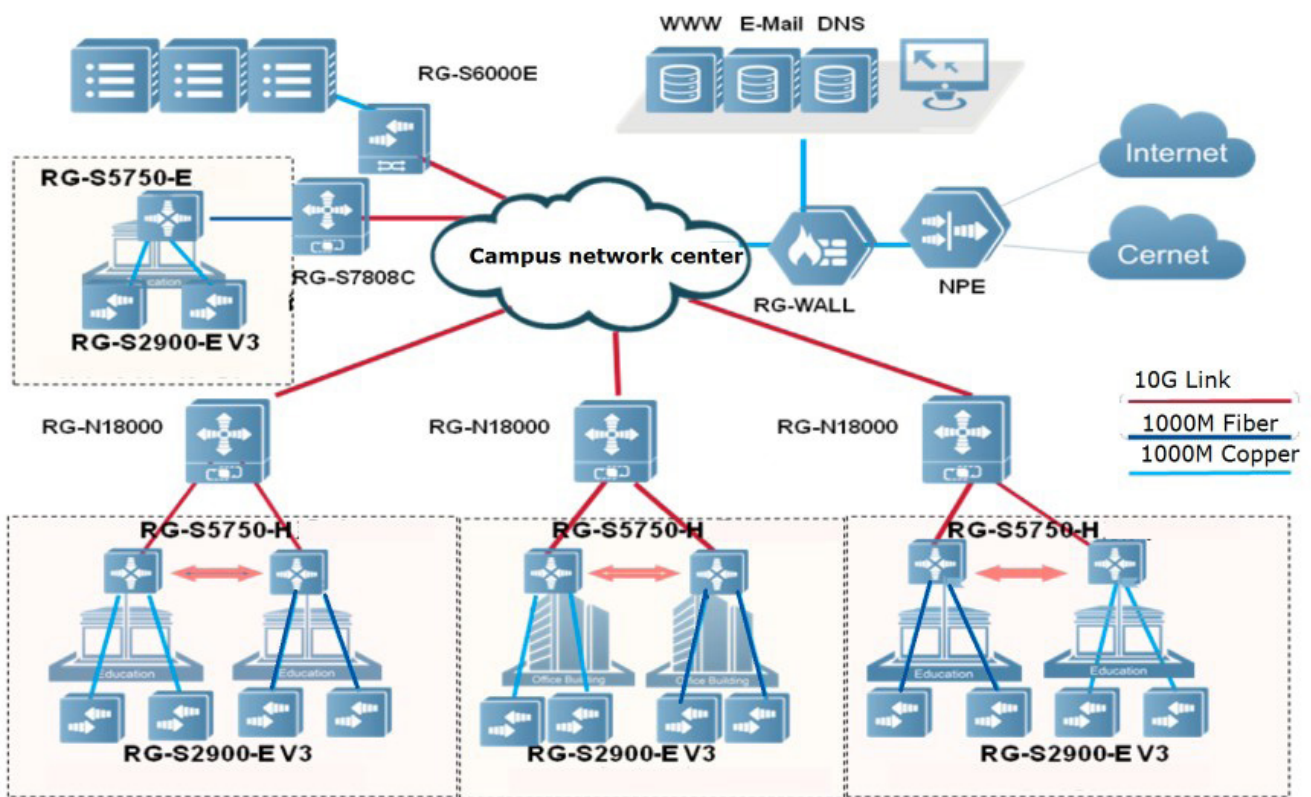 WWW E-Mail DNS
RG-S6000E
RG-S5750-E
Internet
Campus network center
Cernet
cation
RG-S7808C
NPE
RG-WALL
RG-S2900-E V3
10G Link
1000M Fiber
1000M Copper
RG-N18000
RG-N18000
RG-N18000
RG-S5750-H
RG-S5750-H
RG-S5750-H
Education
Education
Office Building
Office Building
Education
Education
RG-S2900-E V3
RG-S2900-E V3
RG-S2900-E V3